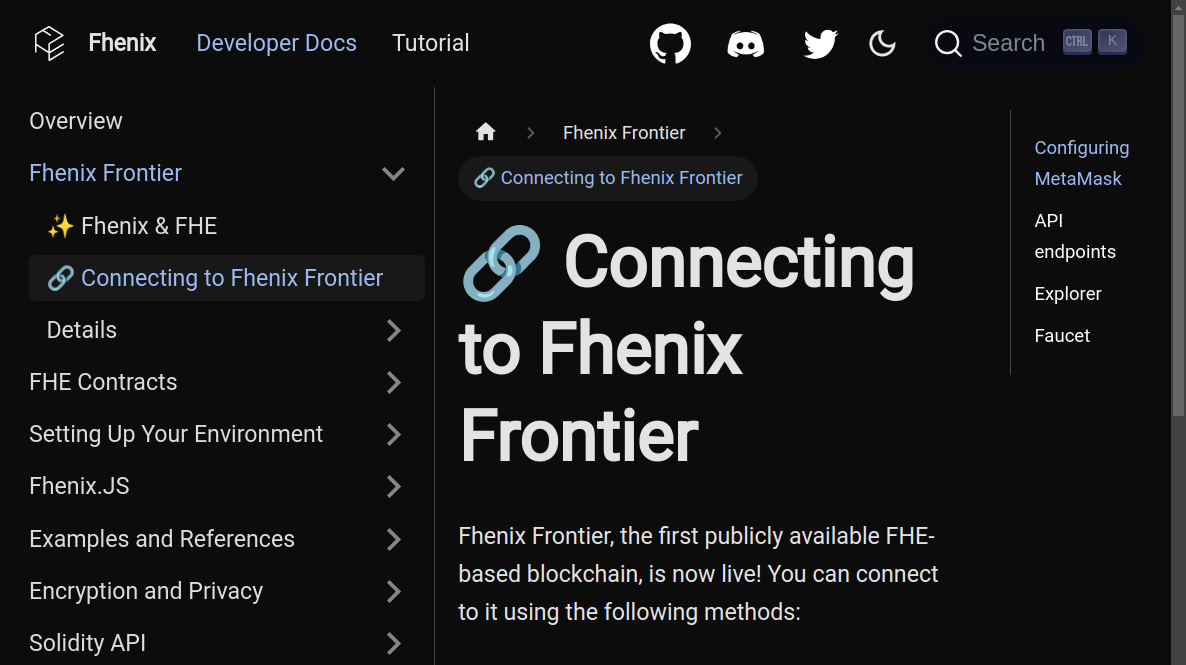 Fhenix Developer Docs Tutorial Search CTRL K
Overview
Fhenix Frontier
✨ Fhenix & FHE
🔗 Connecting to Fhenix Frontier
Details
FHE Contracts
Setting Up Your Environment
Fhenix.JS
Examples and References
Encryption and Privacy
Solidity API
Fhenix Frontier
🔗 Connecting to Fhenix Frontier
🔗 Connecting
to Fhenix
Frontier
Fhenix Frontier, the first publicly available FHE-
based blockchain, is now live! You can connect
to it using the following methods:
Configuring
MetaMask
API
endpoints
Explorer
Faucet